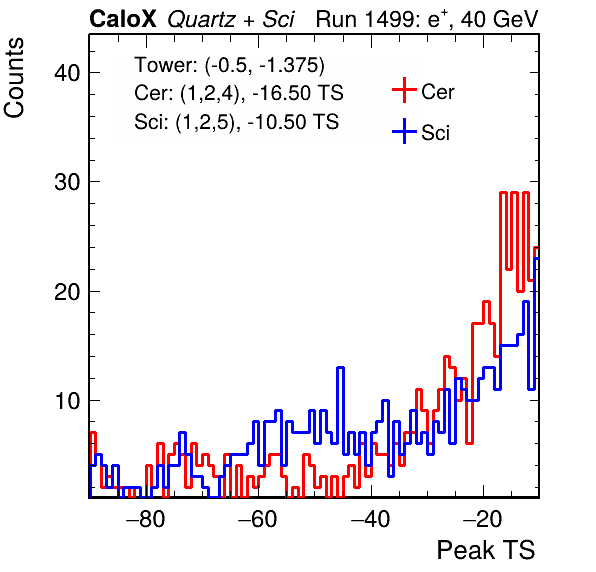 CaloX Quartz + Sci Run 1499: e+, 40 GeV
Counts
Tower: (-0.5, -1.375)
Cer: (1,2,4), -16.50 TS
Sci: (1,2,5), -10.50 TS
Cer
Sci
40
30
20
10
−80 −60 −40 −20
Peak TS